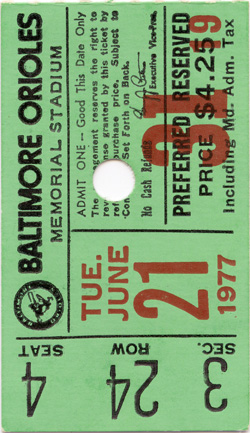 BALTIMORE ORIOLES
MEMORIAL STADIUM
ADMIT ONE -- Good This Date Only
The management reserves the right to
revoke license granted by this ticket by
refunding purchase price. Subject to
Conditions Set Forth on Back.
No Cash Refunds
Executive Vice-Pres.
PREFERRED RESERVED
PRICE $4.25
Including Md. Adm. Tax
TUE.
JUNE
21
1977
SEC.
3
ROW
24
SEAT
4
BALTIMORE